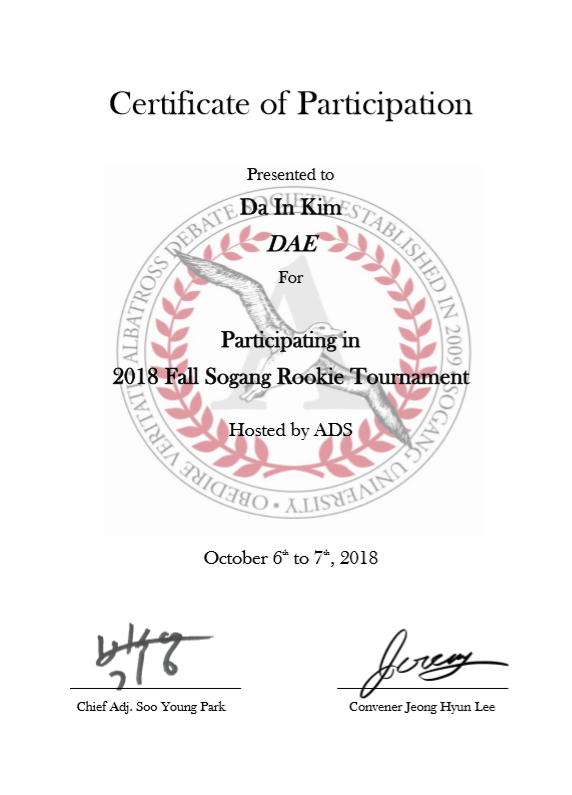 Certificate of Participation
Presented to
Da In Kim
DAE
For
Participating in
2018 Fall Sogang Rookie Tournament
Hosted by ADS
ALBATROSS DEBATE SOCIETY ESTABLISHED IN 2009 • SOGANG UNIVERSITY •
October 6th to 7th, 2018
Jeremy
Chief Adj. Soo Young Park
Convener Jeong Hyun Lee